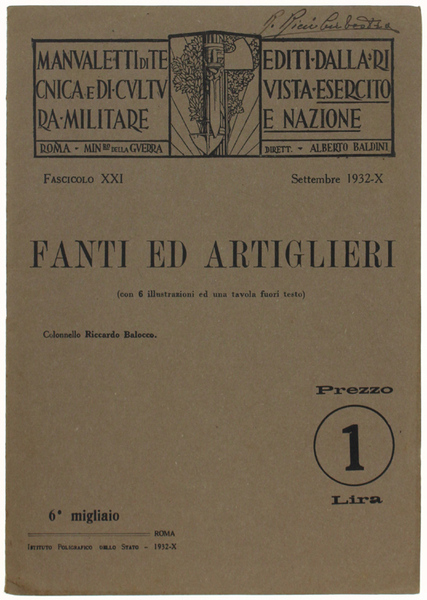 MANVALETTI DI TE
CNICA E DI CVLTV
RA · MILITARE
ROMA - MIN.RO DELLA GVERRA
EDITI · DALLA · RI
VISTA · ESERCITO
E NAZIONE
DIRETT. - ALBERTO BALDINI
FASCICOLO XXI
Settembre 1932-X
FANTI ED ARTIGLIERI
(con 6 illustrazioni ed una tavola fuori testo)
Colonnello Riccardo Balocco.
Prezzo
1
Lira
6° migliaio
ROMA
ISTITUTO POLIGRAFICO DELLO STATO - 1932-X